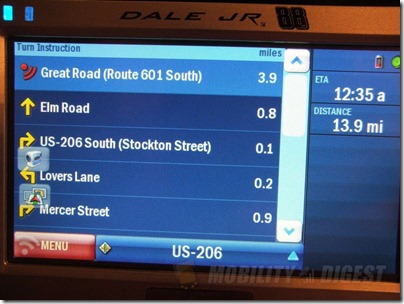 DALE JR. 88
Turn Instruction miles
Great Road (Route 601 South) 3.9
Elm Road 0.8
US-206 South (Stockton Street) 0.1
Lovers Lane 0.2
Mercer Street 0.9
ETA
12:35 a
DISTANCE
13.9 mi
MENU
US-206
MOBILITY DIGEST